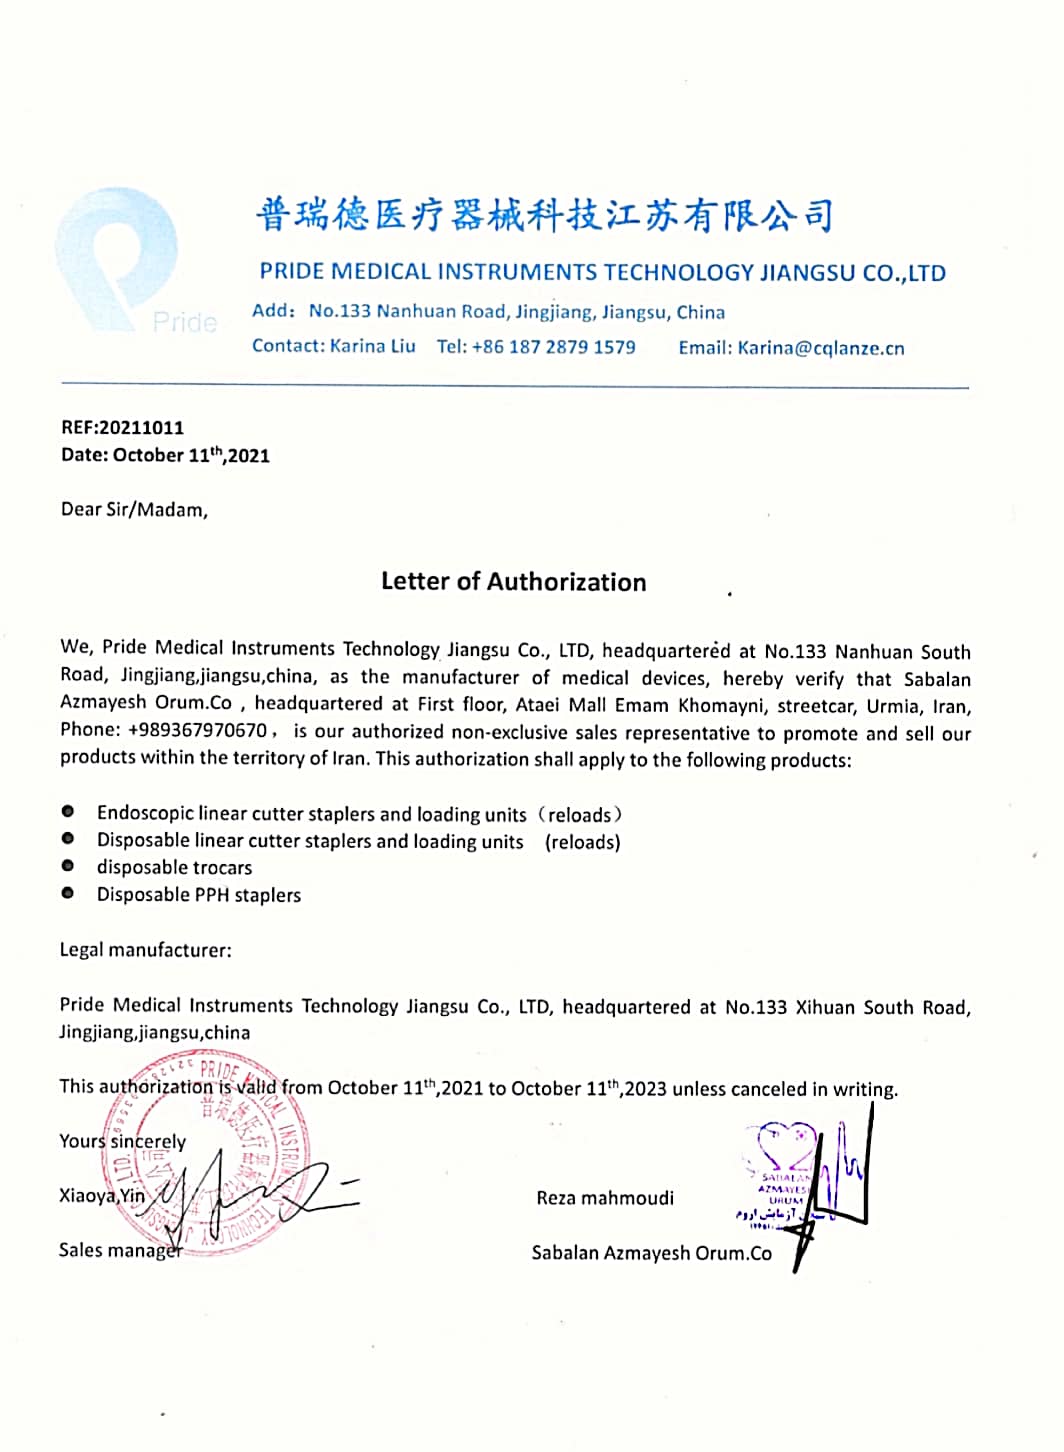 普瑞德医疗器械科技江苏有限公司
PRIDE MEDICAL INSTRUMENTS TECHNOLOGY JIANGSU CO.,LTD
Pride
Add：No.133 Nanhuan Road, Jingjiang, Jiangsu, China
Contact: Karina Liu Tel: +86 187 2879 1579 Email: Karina@cqlanze.cn
REF:20211011
Date: October 11th,2021
Dear Sir/Madam,
Letter of Authorization
We, Pride Medical Instruments Technology Jiangsu Co., LTD, headquartered at No.133 Nanhuan South
Road, Jingjiang,jiangsu,china, as the manufacturer of medical devices, hereby verify that Sabalan
Azmayesh Orum.Co , headquartered at First floor, Ataei Mall Emam Khomayni, streetcar, Urmia, Iran,
Phone: +989367970670， is our authorized non-exclusive sales representative to promote and sell our
products within the territory of Iran. This authorization shall apply to the following products:
● Endoscopic linear cutter staplers and loading units（reloads）
● Disposable linear cutter staplers and loading units (reloads)
● disposable trocars
● Disposable PPH staplers
Legal manufacturer:
Pride Medical Instruments Technology Jiangsu Co., LTD, headquartered at No.133 Xihuan South Road,
Jingjiang,jiangsu,china
This authorization is valid from October 11th,2021 to October 11th,2023 unless canceled in writing.
Yours sincerely
Xiaoya,Yin
Sales manager
PRIDE MEDICAL INSTRUMENTS TECHNOLOGY
普瑞德医疗器械
Reza mahmoudi
Sabalan Azmayesh Orum.Co
SABALAN
AZMAYESH
URUM
آزمایش اروم